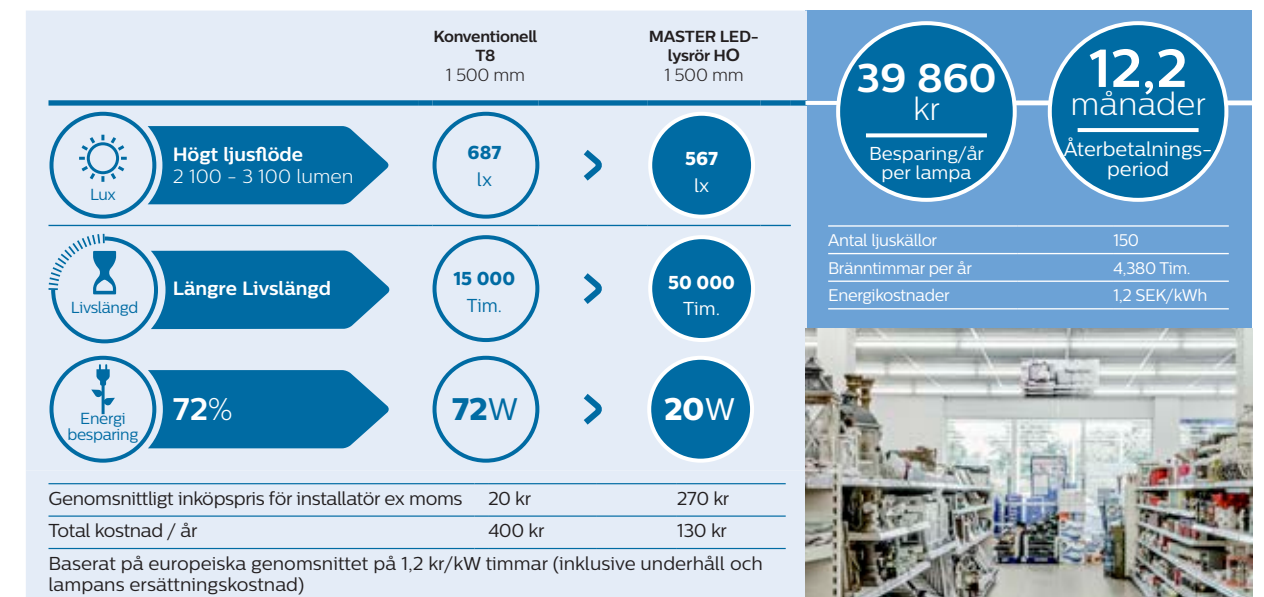 Konventionell
T8
1 500 mm
MASTER LED-
lysrör HO
1 500 mm
Lux
Högt ljusflöde
2 100 - 3 100 lumen
687
lx
>
567
lx
Livslängd
Längre Livslängd
15 000
Tim.
>
50 000
Tim.
Energi
besparing
72%
72W
>
20W
Genomsnittligt inköpspris för installatör ex moms 20 kr 270 kr
Total kostnad / år 400 kr 130 kr
Baserat på europeiska genomsnittet på 1,2 kr/kW timmar (inklusive underhåll och
lampans ersättningskostnad)
39 860
kr
Besparing/år
per lampa
12,2
månader
Återbetalnings-
period
Antal ljuskällor 150
Bränntimmar per år 4,380 Tim.
Energikostnader 1,2 SEK/kWh